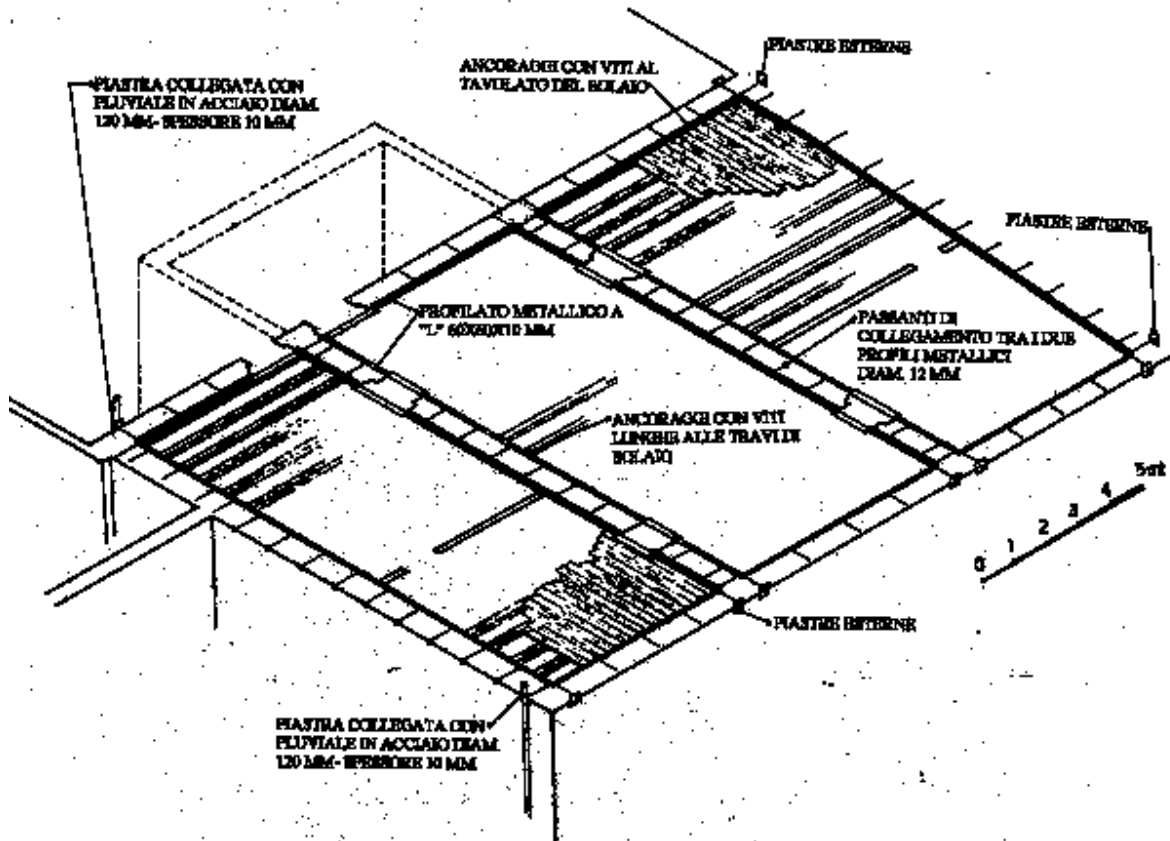 PIASTRE ESTERNE
ANCORAGGI CON VITI AL
TAVOLATO DEL SOLAIO
PIASTRA COLLEGATA CON
PLUVIALE IN ACCIAIO DIAM.
120 MM- SPESSORE 10 MM
PIASTRE ESTERNE
PROFILATO METALLICO A
"L" 60X60X10 MM
PASSANTI DI
COLLEGAMENTO TRA I DUE
PROFILI METALLICI
DIAM. 12 MM
ANCORAGGI CON VITI
LUNGHE ALLE TRAVI DI
SOLAIO
0 1 2 3 4 5mt
PIASTRE ESTERNE
PIASTRA COLLEGATA CON
PLUVIALE IN ACCIAIO DIAM.
120 MM- SPESSORE 10 MM